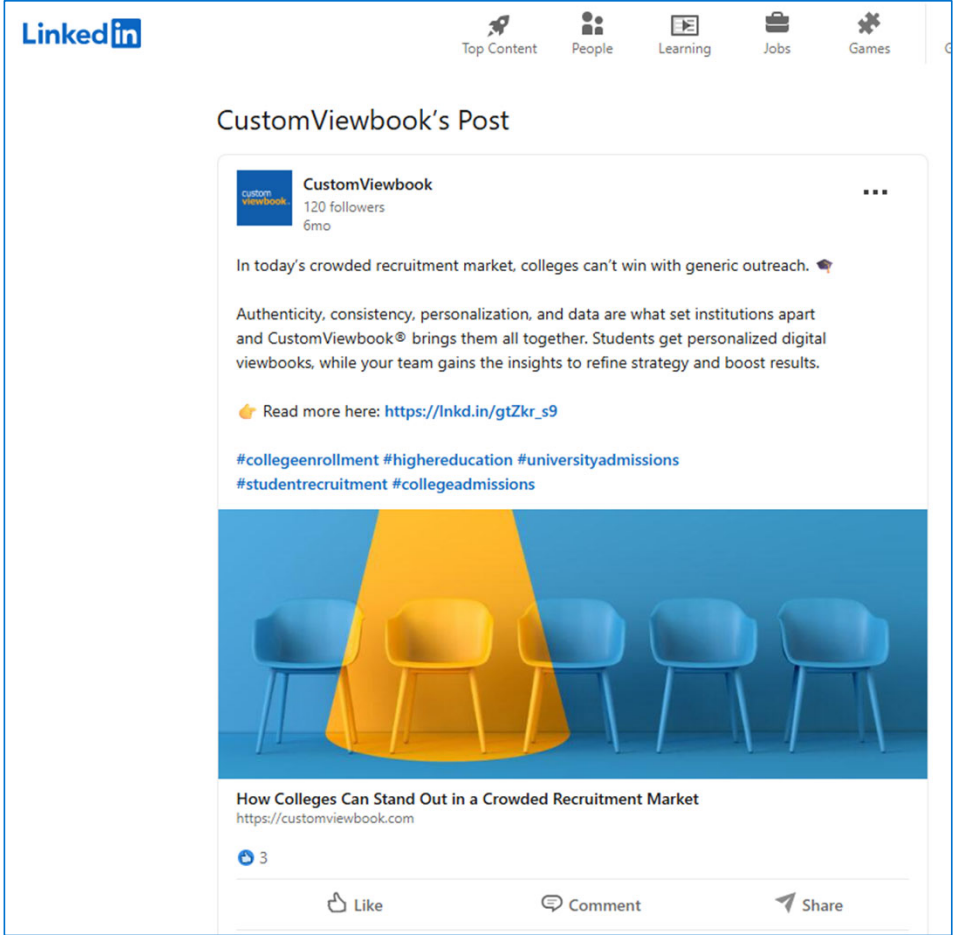 Linked in
Top Content
People
Learning
Jobs
Games
CustomViewbook's Post
custom
viewbook.
CustomViewbook
120 followers
6mo
In today's crowded recruitment market, colleges can't win with generic outreach. 🎓
Authenticity, consistency, personalization, and data are what set institutions apart
and CustomViewbook® brings them all together. Students get personalized digital
viewbooks, while your team gains the insights to refine strategy and boost results.
👉 Read more here: https://lnkd.in/gtZkr_s9
#collegeenrollment #highereducation #universityadmissions
#studentrecruitment #collegeadmissions
How Colleges Can Stand Out in a Crowded Recruitment Market
https://customviewbook.com
3
Like
Comment
Share